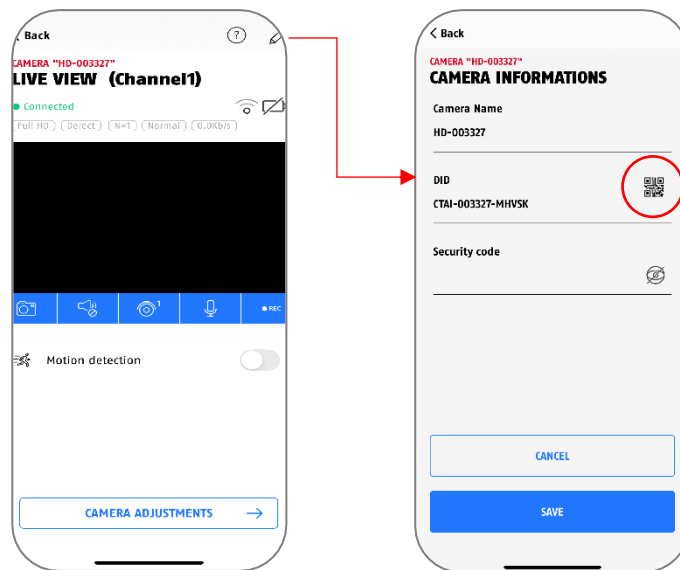 Back
?
CAMERA "HD-003327"
LIVE VIEW (Channel1)
Connected
Full HD Derect N=1 Normal 0.0Kb/s
1
REC
Motion detection
CAMERA ADJUSTMENTS
Back
CAMERA "HD-003327"
CAMERA INFORMATIONS
Camera Name
HD-003327
DID
CTAI-003327-MHVSK
Security code
CANCEL
SAVE